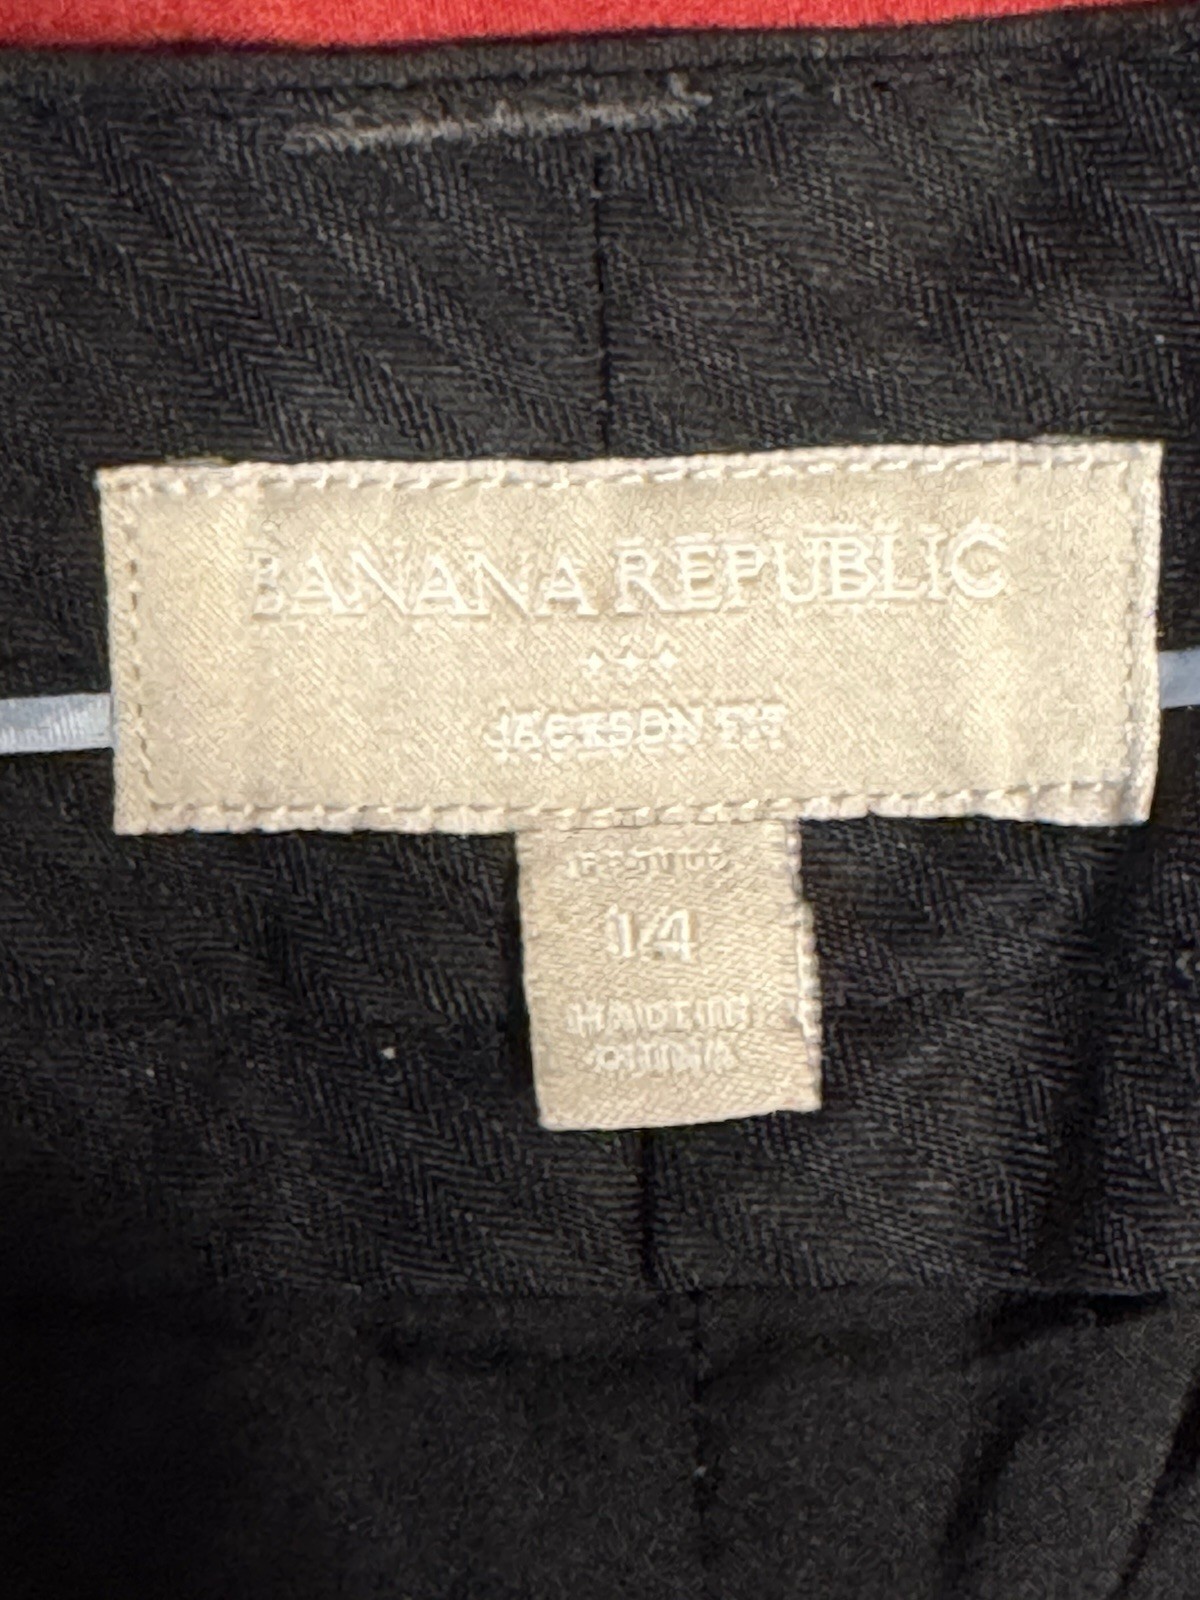 BANANA REPUBLIC
JACKSON FIT
14
MADE IN
CHINA